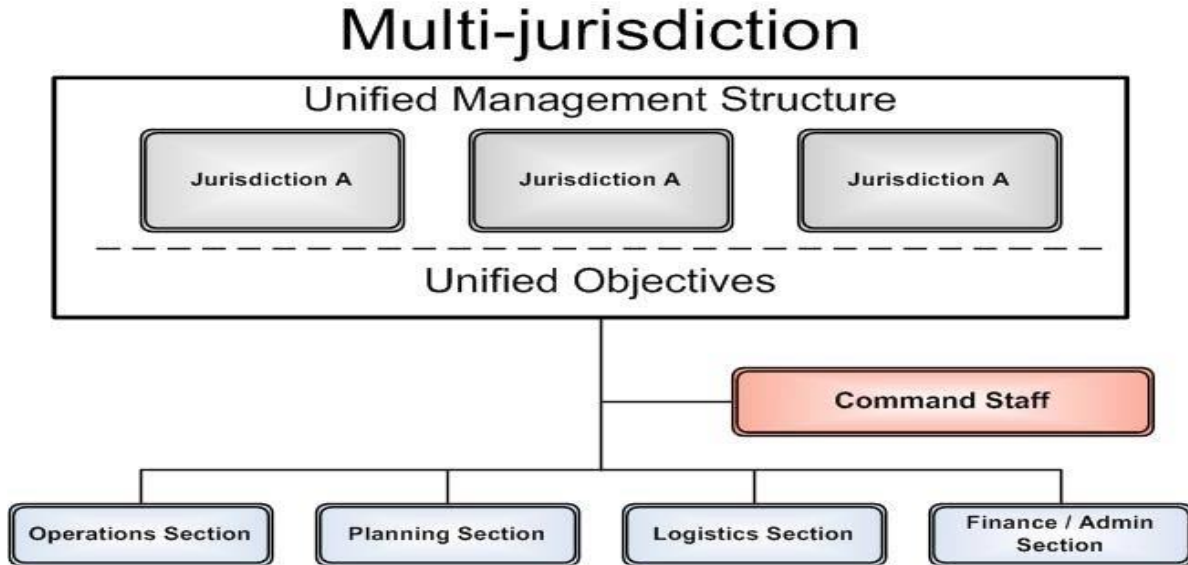 Multi-jurisdiction
Unified Management Structure
Jurisdiction A
Jurisdiction A
Jurisdiction A
Unified Objectives
Command Staff
Operations Section
Planning Section
Logistics Section
Finance / Admin
Section